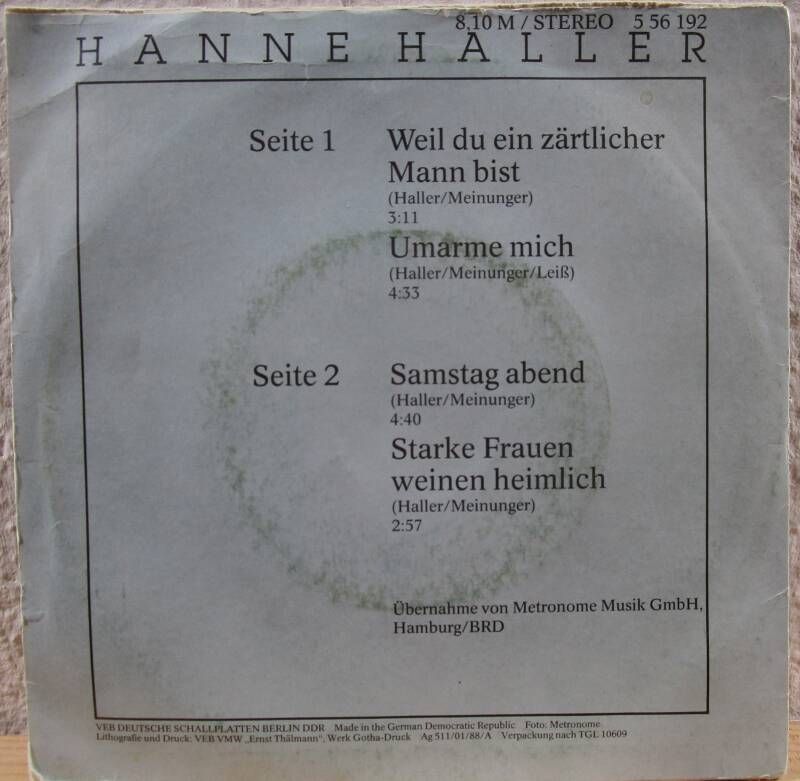 8,10 M / STEREO 5 56 192
HANNE HALLER
Seite 1
Weil du ein zärtlicher
Mann bist
(Haller/Meinunger)
3:11
Umarme mich
(Haller/Meinunger/Leiß)
4:33
Seite 2
Samstag abend
(Haller/Meinunger)
4:40
Starke Frauen
weinen heimlich
(Haller/Meinunger)
2:57
Übernahme von Metronome Musik GmbH,
Hamburg/BRD
VEB DEUTSCHE SCHALLPLATTEN BERLIN DDR Made in the German Democratic Republic Foto: Metronome
Lithografie und Druck: VEB VMW „Ernst Thälmann", Werk Gotha-Druck Ag 511/01/88/A Verpackung nach TGL 10609